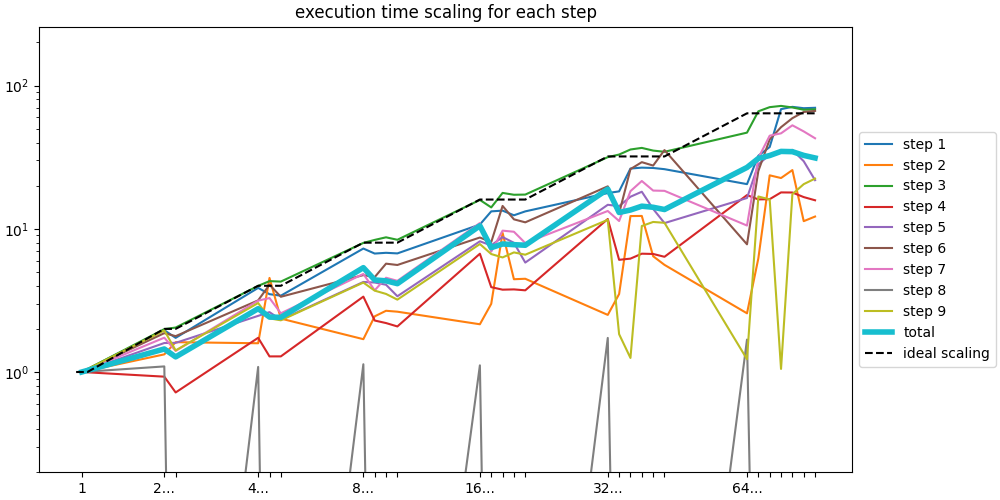 execution time scaling for each step
10²
10¹
10⁰
1
2...
4...
8...
16...
32...
64...
step 1
step 2
step 3
step 4
step 5
step 6
step 7
step 8
step 9
total
ideal scaling